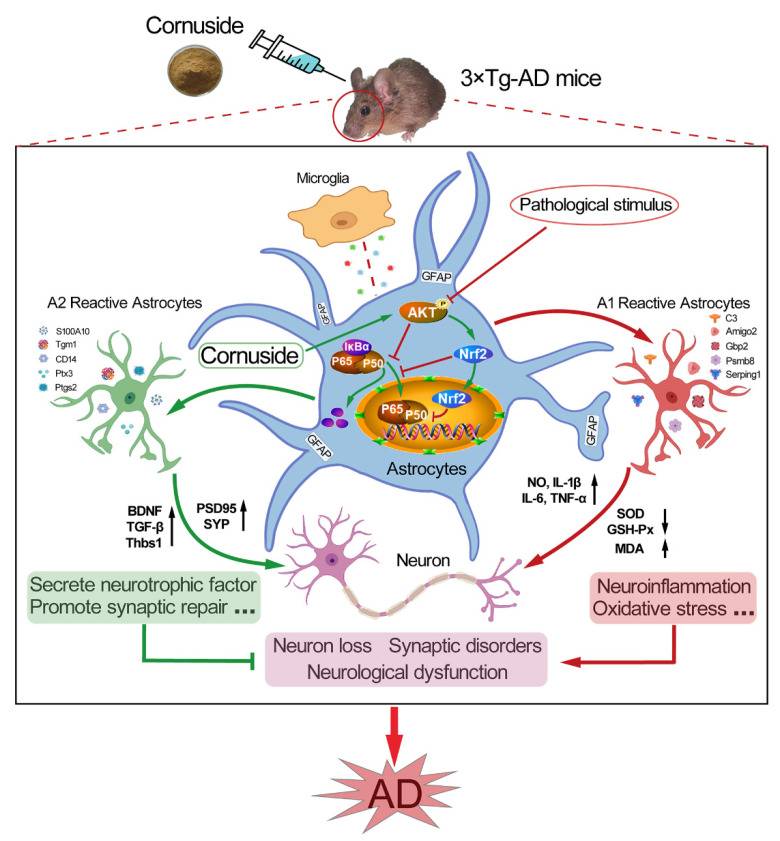 Cornuside
3×Tg-AD mice
Microglia
Pathological stimulus
GFAP
GFAP
A2 Reactive Astrocytes
S100A10
Tgm1
CD14
Ptx3
Ptgs2
A1 Reactive Astrocytes
C3
Amigo2
Gbp2
Psmb8
Serping1
AKT
P
Cornuside
IκBα
P65
P50
Nrf2
Nrf2
P65
P50
GFAP
GFAP
Astrocytes
NO, IL-1β
IL-6, TNF-α
BDNF
TGF-β
Thbs1
PSD95
SYP
SOD
GSH-Px
MDA
Neuron
Secrete neurotrophic factor
Promote synaptic repair ...
Neuroinflammation
Oxidative stress ...
Neuron loss Synaptic disorders
Neurological dysfunction
AD